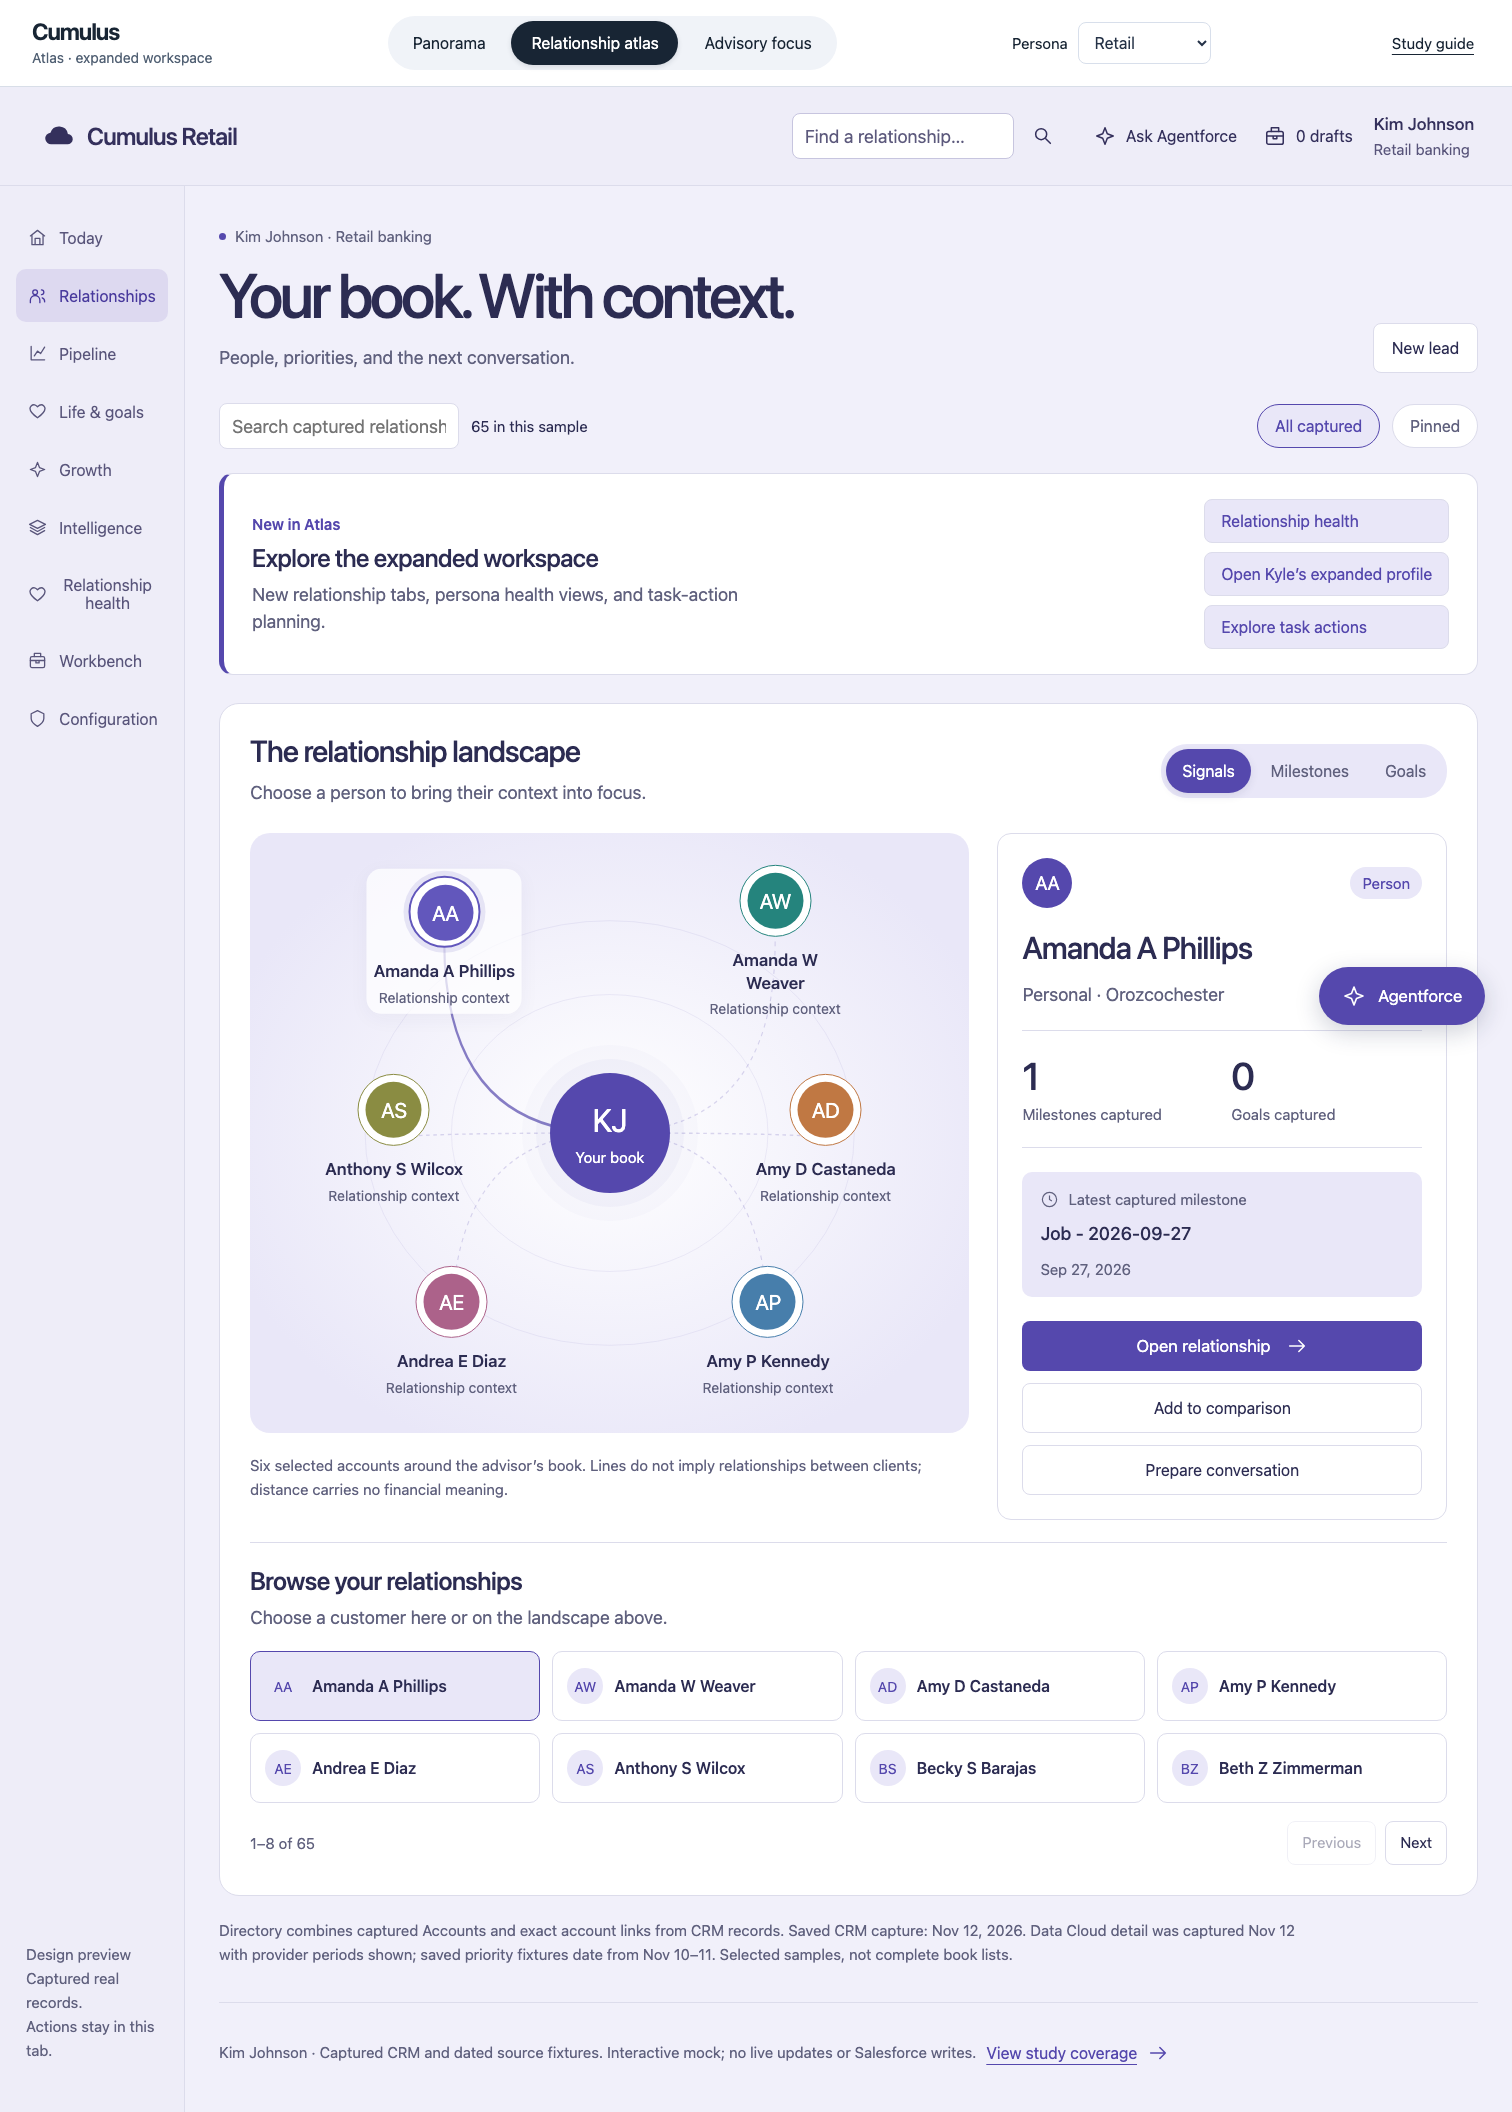 Cumulus
Atlas · expanded workspace
Panorama
Relationship atlas
Advisory focus
Persona
Retail
Study guide
Cumulus Retail
Find a relationship...
Ask Agentforce
0 drafts
Kim Johnson
Retail banking
Today
Relationships
Pipeline
Life & goals
Growth
Intelligence
Relationship
health
Workbench
Configuration
Design preview
Captured real
records.
Actions stay in this
tab.
Kim Johnson · Retail banking
Your book. With context.
People, priorities, and the next conversation.
New lead
Search captured relationsh
65 in this sample
All captured
Pinned
New in Atlas
Explore the expanded workspace
New relationship tabs, persona health views, and task-action
planning.
Relationship health
Open Kyle’s expanded profile
Explore task actions
The relationship landscape
Choose a person to bring their context into focus.
Signals
Milestones
Goals
AA
Amanda A Phillips
Relationship context
AW
Amanda W
Weaver
Relationship context
AS
Anthony S Wilcox
Relationship context
KJ
Your book
AD
Amy D Castaneda
Relationship context
AE
Andrea E Diaz
Relationship context
AP
Amy P Kennedy
Relationship context
Six selected accounts around the advisor’s book. Lines do not imply relationships between clients;
distance carries no financial meaning.
AA
Person
Amanda A Phillips
Personal · Orozcochester
Agentforce
1
Milestones captured
0
Goals captured
Latest captured milestone
Job - 2026-09-27
Sep 27, 2026
Open relationship
Add to comparison
Prepare conversation
Browse your relationships
Choose a customer here or on the landscape above.
AA Amanda A Phillips
AW Amanda W Weaver
AD Amy D Castaneda
AP Amy P Kennedy
AE Andrea E Diaz
AS Anthony S Wilcox
BS Becky S Barajas
BZ Beth Z Zimmerman
1–8 of 65
Previous
Next
Directory combines captured Accounts and exact account links from CRM records. Saved CRM capture: Nov 12, 2026. Data Cloud detail was captured Nov 12
with provider periods shown; saved priority fixtures date from Nov 10–11. Selected samples, not complete book lists.
Kim Johnson · Captured CRM and dated source fixtures. Interactive mock; no live updates or Salesforce writes.
View study coverage